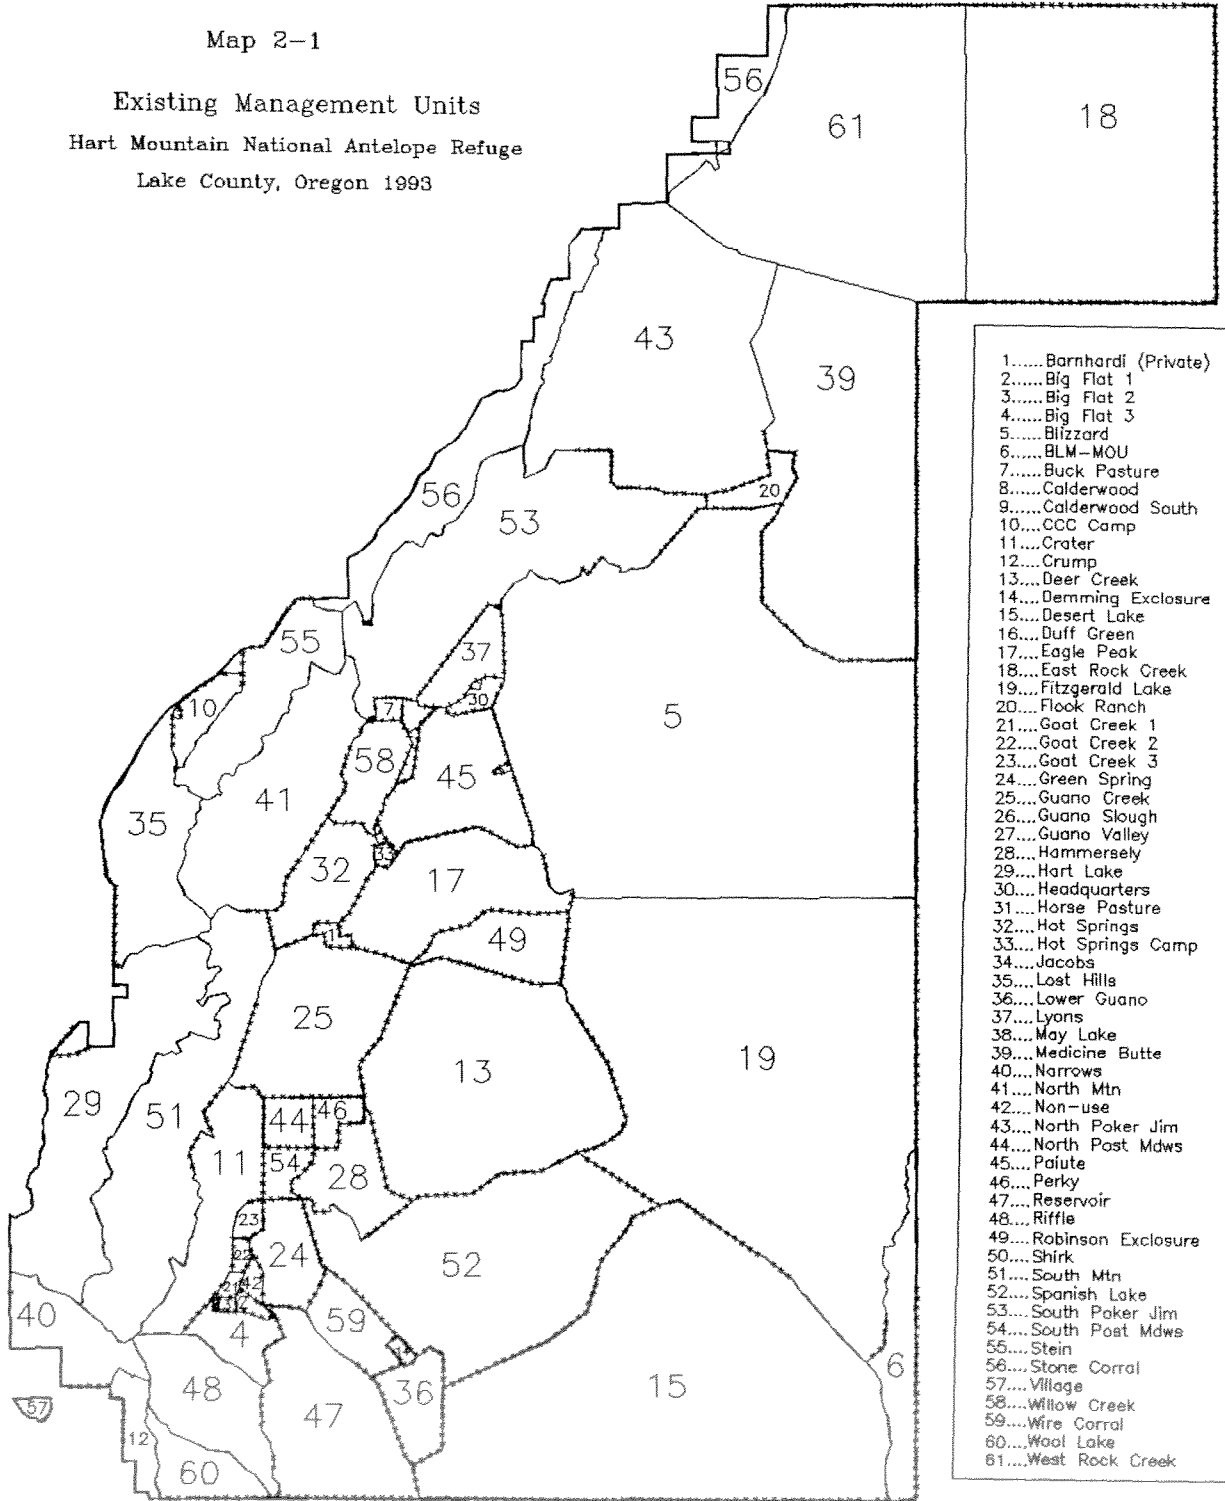 Map 2-1
Existing Management Units
Hart Mountain National Antelope Refuge
Lake County, Oregon 1993
56
61
18
43
39
56
53
20
55
37
30
10
7
5
58
45
41
35
33
32
17
1
49
25
13
19
29
51
44
46
11
54
28
23
24
22
52
21
42
59
40
4
6
48
36
15
57
47
12
60
1......Barnhardi (Private)
2......Big Flat 1
3......Big Flat 2
4......Big Flat 3
5......Blizzard
6......BLM-MOU
7......Buck Pasture
8......Calderwood
9......Calderwood South
10....CCC Camp
11....Crater
12....Crump
13....Deer Creek
14....Demming Exclosure
15....Desert Lake
16....Duff Green
17....Eagle Peak
18....East Rock Creek
19....Fitzgerald Lake
20....Flook Ranch
21....Goat Creek 1
22....Goat Creek 2
23....Goat Creek 3
24....Green Spring
25....Guano Creek
26....Guano Slough
27....Guano Valley
28....Hammersely
29....Hart Lake
30....Headquarters
31....Horse Pasture
32....Hot Springs
33....Hot Springs Camp
34....Jacobs
35....Lost Hills
36....Lower Guano
37....Lyons
38....May Lake
39....Medicine Butte
40....Narrows
41....North Mtn
42....Non-use
43....North Poker Jim
44....North Post Mdws
45....Paiute
46....Perky
47....Reservoir
48....Riffle
49....Robinson Exclosure
50....Shirk
51....South Mtn
52....Spanish Lake
53....South Poker Jim
54....South Post Mdws
55....Stein
56....Stone Corral
57....Village
58....Willow Creek
59....Wire Corral
60....Wool Lake
61....West Rock Creek